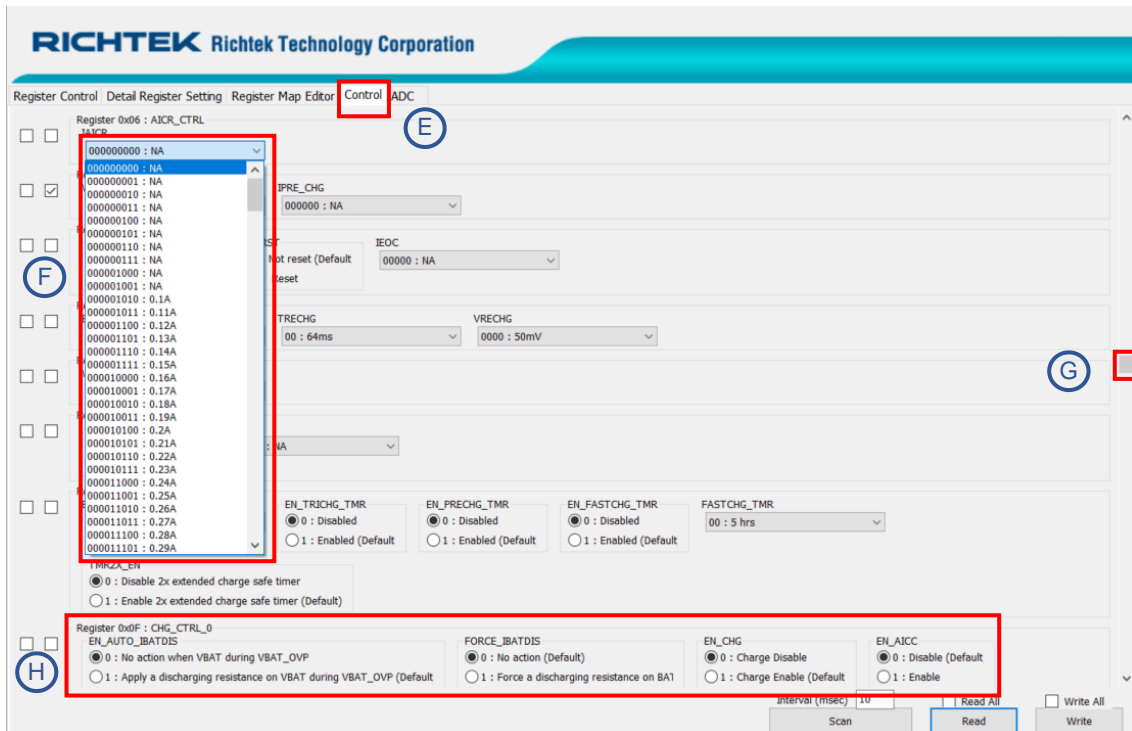 RICHTEK Richtek Technology Corporation
Register Control Detail Register Setting Register Map Editor Control ADC
E
Register 0x06 : AICR_CTRL
IAICR
000000000 : NA
000000000 : NA
000000001 : NA
000000010 : NA
000000011 : NA
000000100 : NA
000000101 : NA
000000110 : NA
000000111 : NA
000001000 : NA
000001001 : NA
000001010 : 0.1A
000001011 : 0.11A
000001100 : 0.12A
000001101 : 0.13A
000001110 : 0.14A
000001111 : 0.15A
000010000 : 0.16A
000010001 : 0.17A
000010010 : 0.18A
000010011 : 0.19A
000010100 : 0.2A
000010101 : 0.21A
000010110 : 0.22A
000010111 : 0.23A
000011000 : 0.24A
000011001 : 0.25A
000011010 : 0.26A
000011011 : 0.27A
000011100 : 0.28A
000011101 : 0.29A
IPRE_CHG
000000 : NA
RST IEOC
Not reset (Default 00000 : NA
Reset
F
TRECHG VRECHG
00 : 64ms 0000 : 50mV
G
: NA
EN_TRICHG_TMR EN_PRECHG_TMR EN_FASTCHG_TMR FASTCHG_TMR
0 : Disabled 0 : Disabled 0 : Disabled 00 : 5 hrs
1 : Enabled (Default 1 : Enabled (Default 1 : Enabled (Default
TMR2X_EN
0 : Disable 2x extended charge safe timer
1 : Enable 2x extended charge safe timer (Default)
Register 0x0F : CHG_CTRL_0
EN_AUTO_IBATDIS FORCE_IBATDIS EN_CHG EN_AICC
0 : No action when VBAT during VBAT_OVP 0 : No action (Default) 0 : Charge Disable 0 : Disable (Default
1 : Apply a discharging resistance on VBAT during VBAT_OVP (Default 1 : Force a discharging resistance on BAT 1 : Charge Enable (Default 1 : Enable
H
Interval (msec) 10 Read All Write All
Scan Read Write